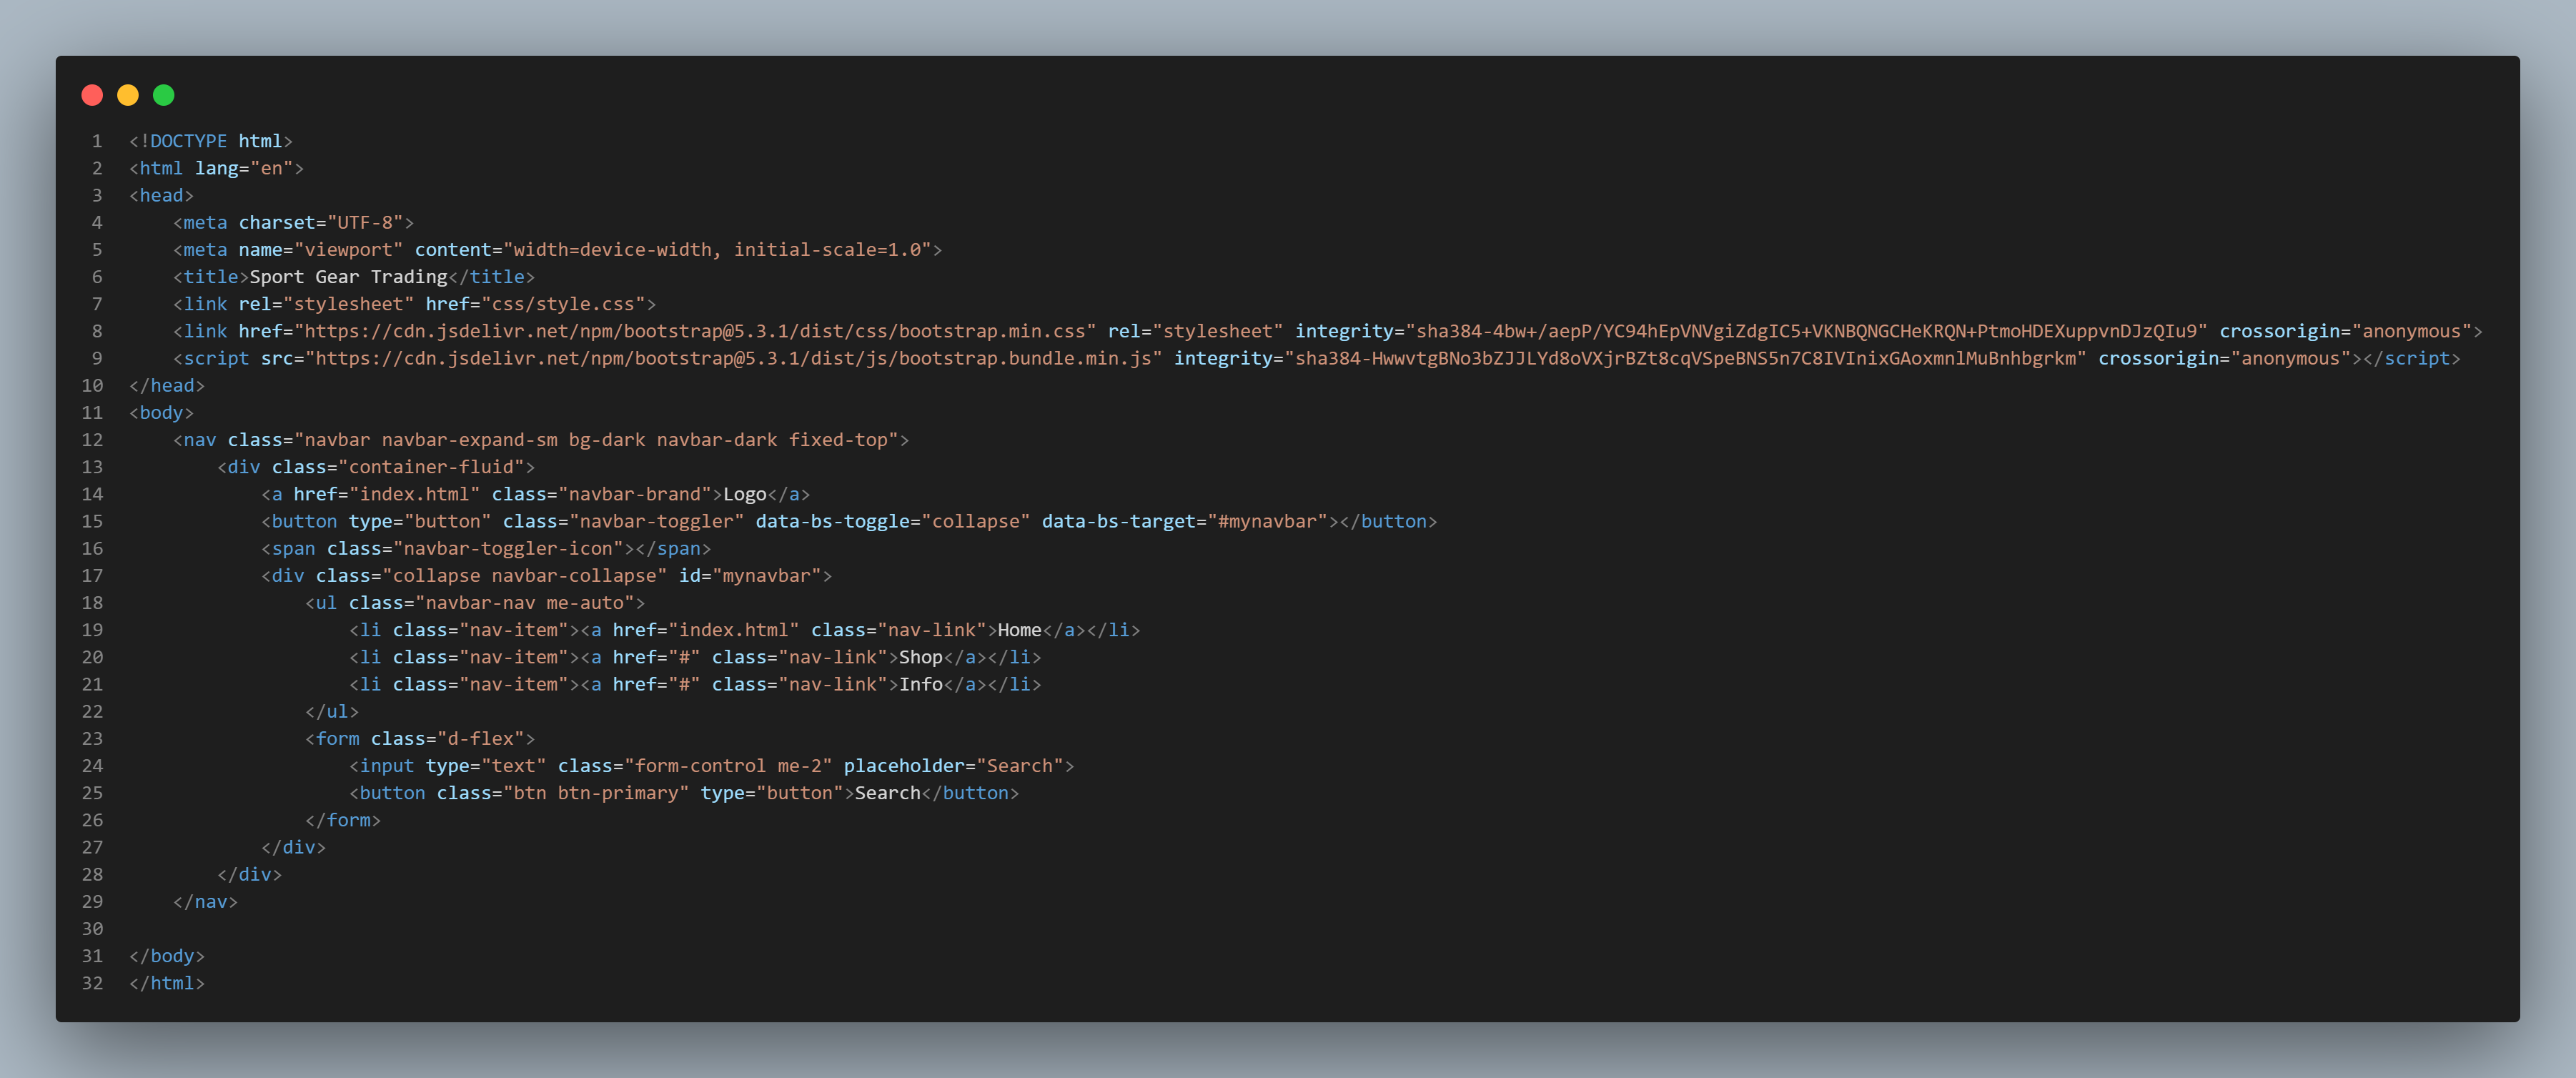 1 <!DOCTYPE html>
2 <html lang="en">
3 <head>
4     <meta charset="UTF-8">
5     <meta name="viewport" content="width=device-width, initial-scale=1.0">
6     <title>Sport Gear Trading</title>
7     <link rel="stylesheet" href="css/style.css">
8     <link href="https://cdn.jsdelivr.net/npm/bootstrap@5.3.1/dist/css/bootstrap.min.css" rel="stylesheet" integrity="sha384-4bw+/aepP/YC94hEpVNVgiZdgIC5+VKNBQNGCHeKRQN+PtmoHDEXuppvnDJzQIu9" crossorigin="anonymous">
9     <script src="https://cdn.jsdelivr.net/npm/bootstrap@5.3.1/dist/js/bootstrap.bundle.min.js" integrity="sha384-HwwvtgBNo3bZJJLYd8oVXjrBZt8cqVSpeBNS5n7C8IVInixGAoxmnlMuBnhbgrkm" crossorigin="anonymous"></script>
10 </head>
11 <body>
12     <nav class="navbar navbar-expand-sm bg-dark navbar-dark fixed-top">
13         <div class="container-fluid">
14             <a href="index.html" class="navbar-brand">Logo</a>
15             <button type="button" class="navbar-toggler" data-bs-toggle="collapse" data-bs-target="#mynavbar"></button>
16             <span class="navbar-toggler-icon"></span>
17             <div class="collapse navbar-collapse" id="mynavbar">
18                 <ul class="navbar-nav me-auto">
19                     <li class="nav-item"><a href="index.html" class="nav-link">Home</a></li>
20                     <li class="nav-item"><a href="#" class="nav-link">Shop</a></li>
21                     <li class="nav-item"><a href="#" class="nav-link">Info</a></li>
22                 </ul>
23                 <form class="d-flex">
24                     <input type="text" class="form-control me-2" placeholder="Search">
25                     <button class="btn btn-primary" type="button">Search</button>
26                 </form>
27             </div>
28         </div>
29     </nav>
30
31 </body>
32 </html>